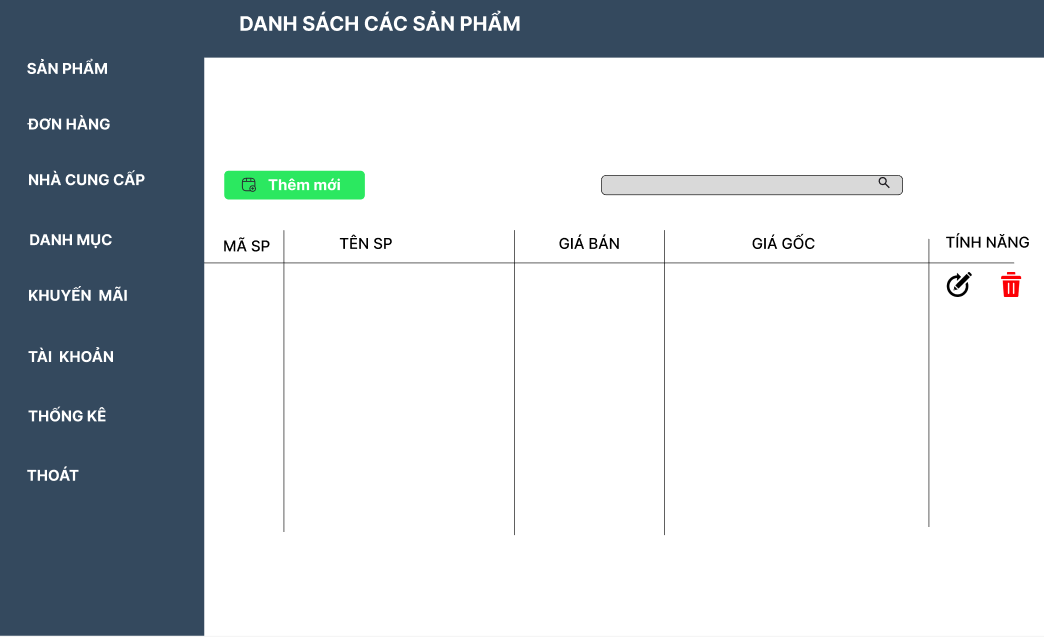 DANH SÁCH CÁC SẢN PHẨM
SẢN PHẨM
ĐƠN HÀNG
NHÀ CUNG CẤP
DANH MỤC
KHUYẾN MÃI
TÀI KHOẢN
THỐNG KÊ
THOÁT
Thêm mới
MÃ SP TÊN SP GIÁ BÁN GIÁ GỐC TÍNH NĂNG